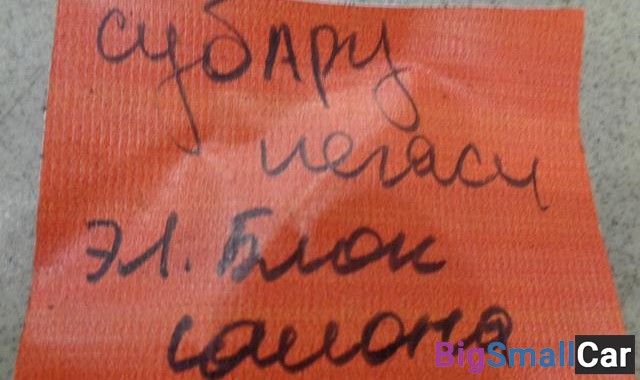 субару
легаси
эл. Блок
салона
BigSmallCar